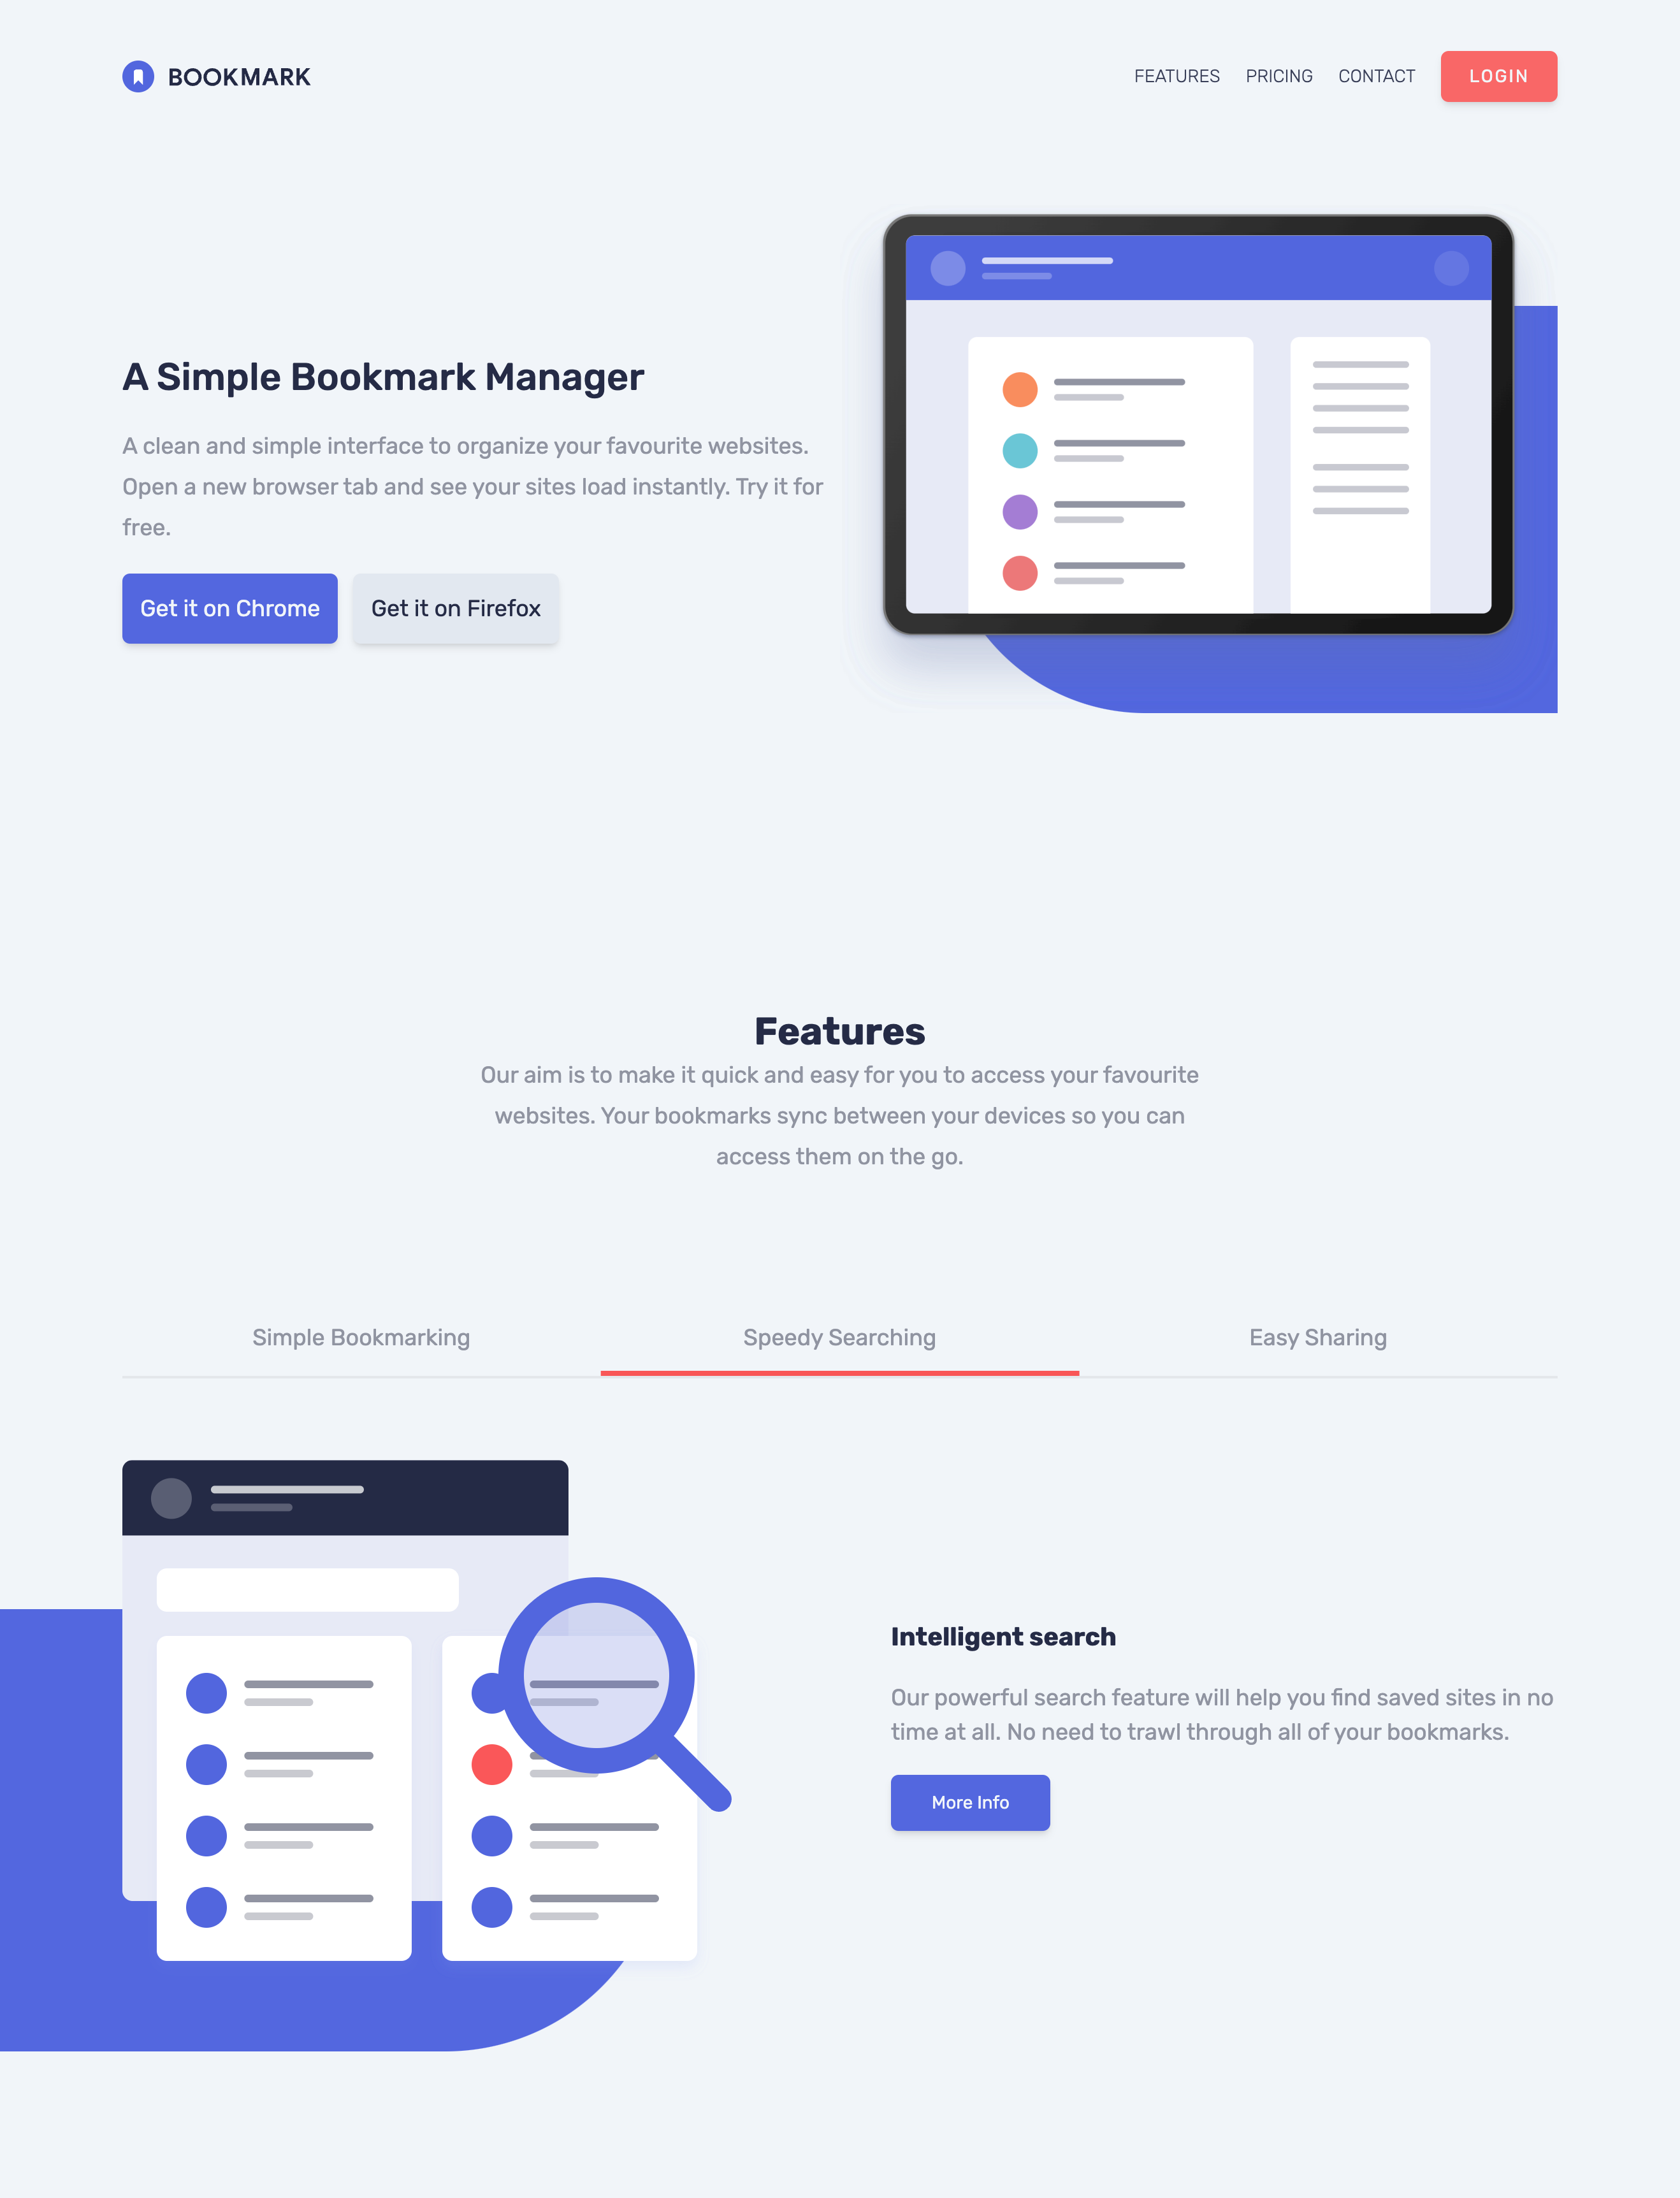 BOOKMARK
FEATURES PRICING CONTACT LOGIN
A Simple Bookmark Manager
A clean and simple interface to organize your favourite websites.
Open a new browser tab and see your sites load instantly. Try it for
free.
Get it on Chrome Get it on Firefox
Features
Our aim is to make it quick and easy for you to access your favourite
websites. Your bookmarks sync between your devices so you can
access them on the go.
Simple Bookmarking Speedy Searching Easy Sharing
Intelligent search
Our powerful search feature will help you find saved sites in no
time at all. No need to trawl through all of your bookmarks.
More Info